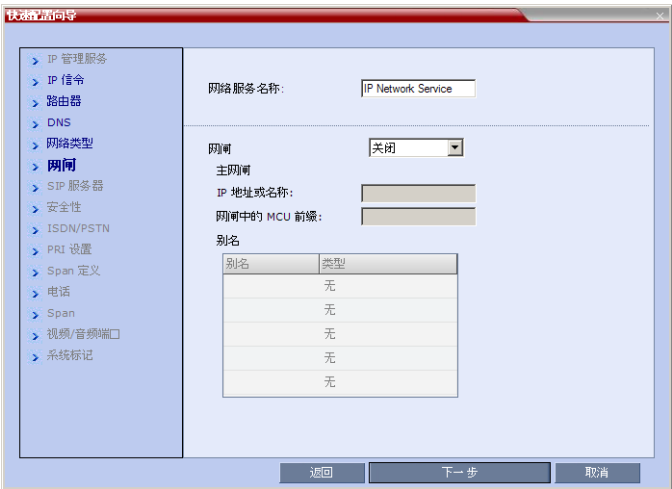 快速配置向导
IP 管理服务
IP 信令
路由器
DNS
网络类型
网闸
SIP 服务器
安全性
ISDN/PSTN
PRI 设置
Span 定义
电话
Span
视频/音频端口
系统标记
网络服务名称:
IP Network Service
网闸
关闭
主网闸
IP 地址或名称:
网闸中的 MCU 前缀:
别名
别名 类型
无
无
无
无
无
返回
下一步
取消